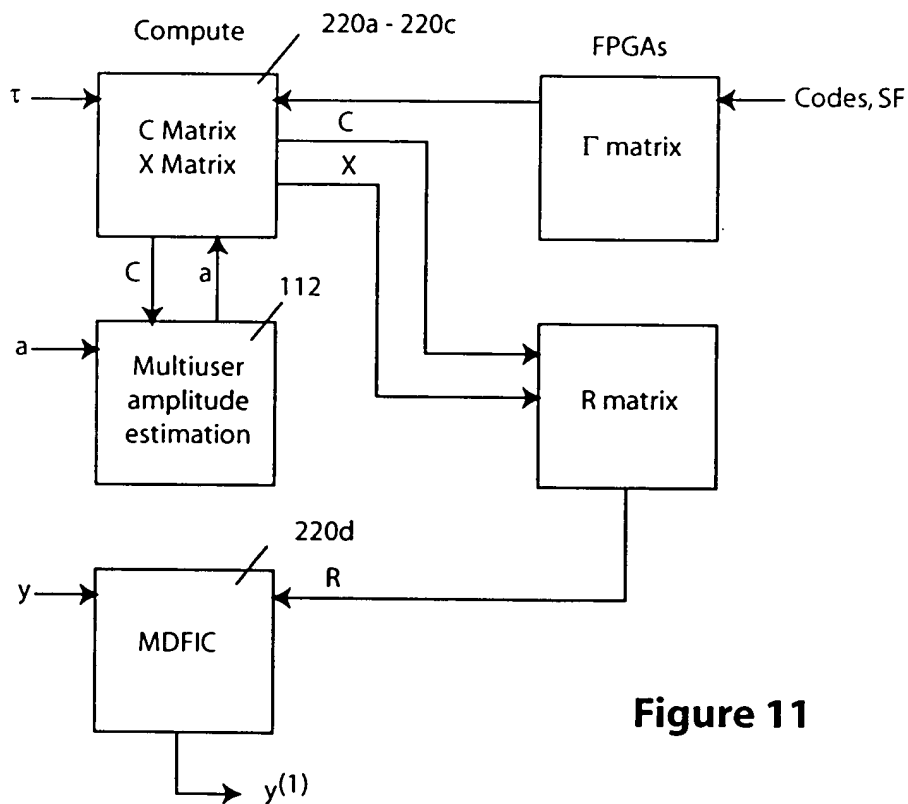 Compute
220a - 220c
FPGAs
τ
C Matrix
X Matrix
C
X
Γ matrix
Codes, SF
C
a
112
a
Multiuser
amplitude
estimation
R matrix
220d
y
R
MDFIC
y(1)
Figure 11